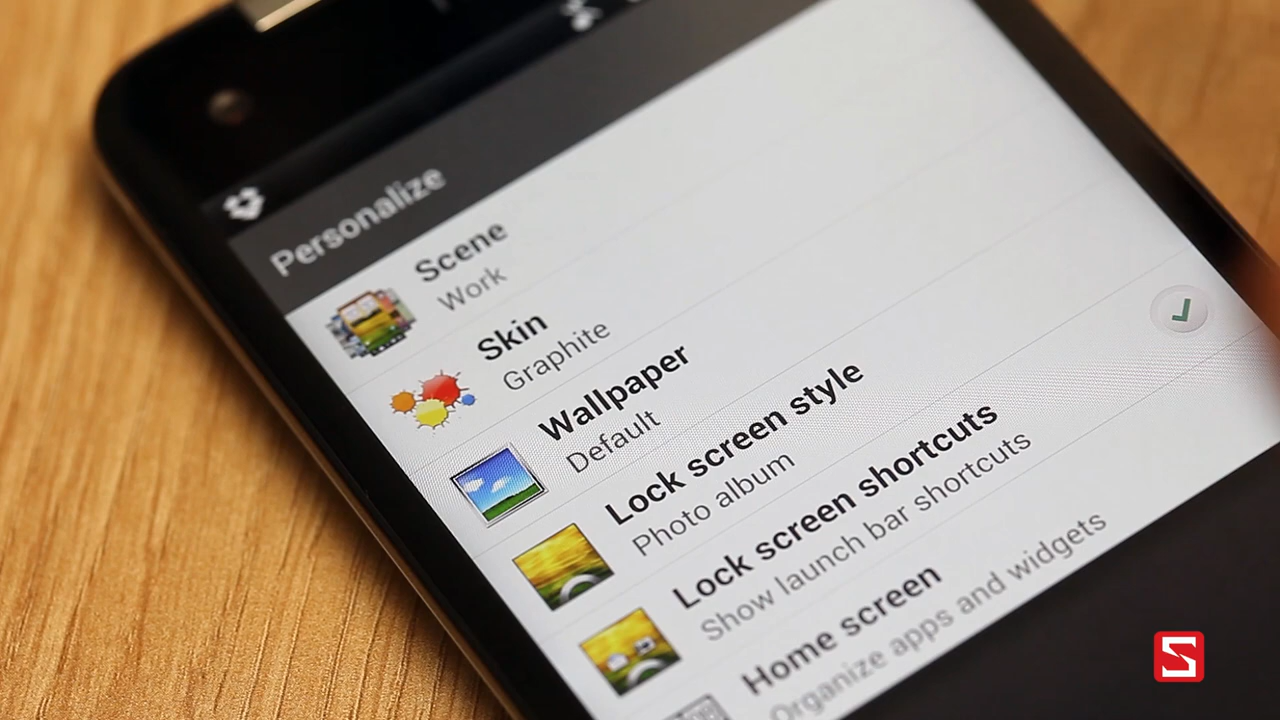 Personalize
Scene
Work
Skin
Graphite
Wallpaper
Default
Lock screen style
Photo album
Lock screen shortcuts
Show launch bar shortcuts
Home screen
Organize apps and widgets
S